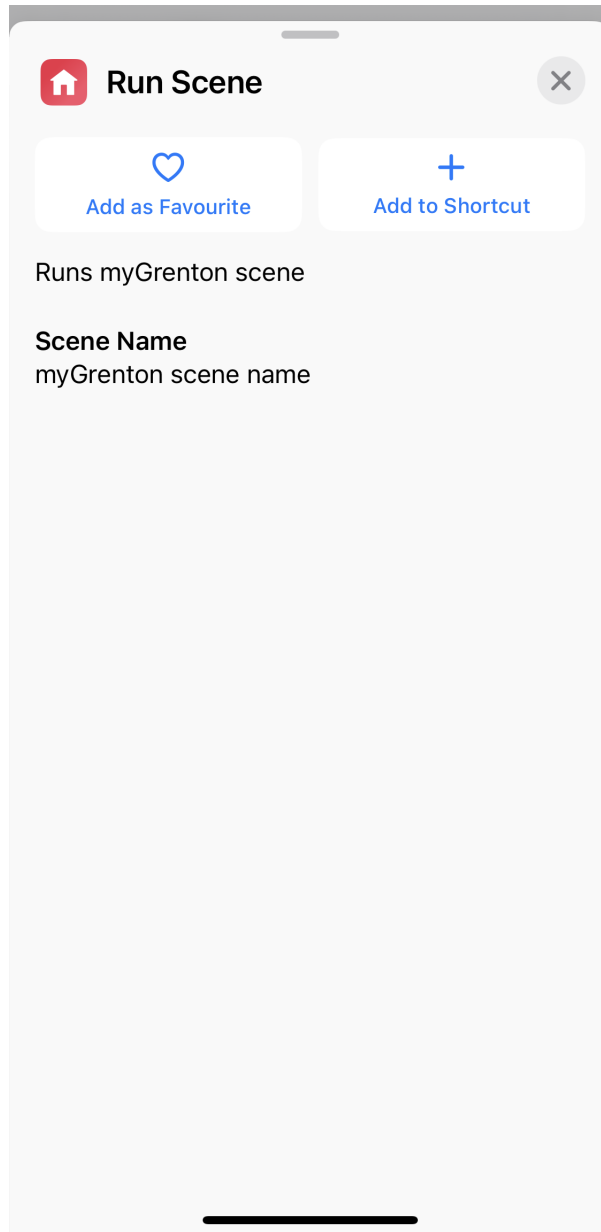 Run Scene
Add as Favourite
Add to Shortcut
Runs myGrenton scene
Scene Name
myGrenton scene name